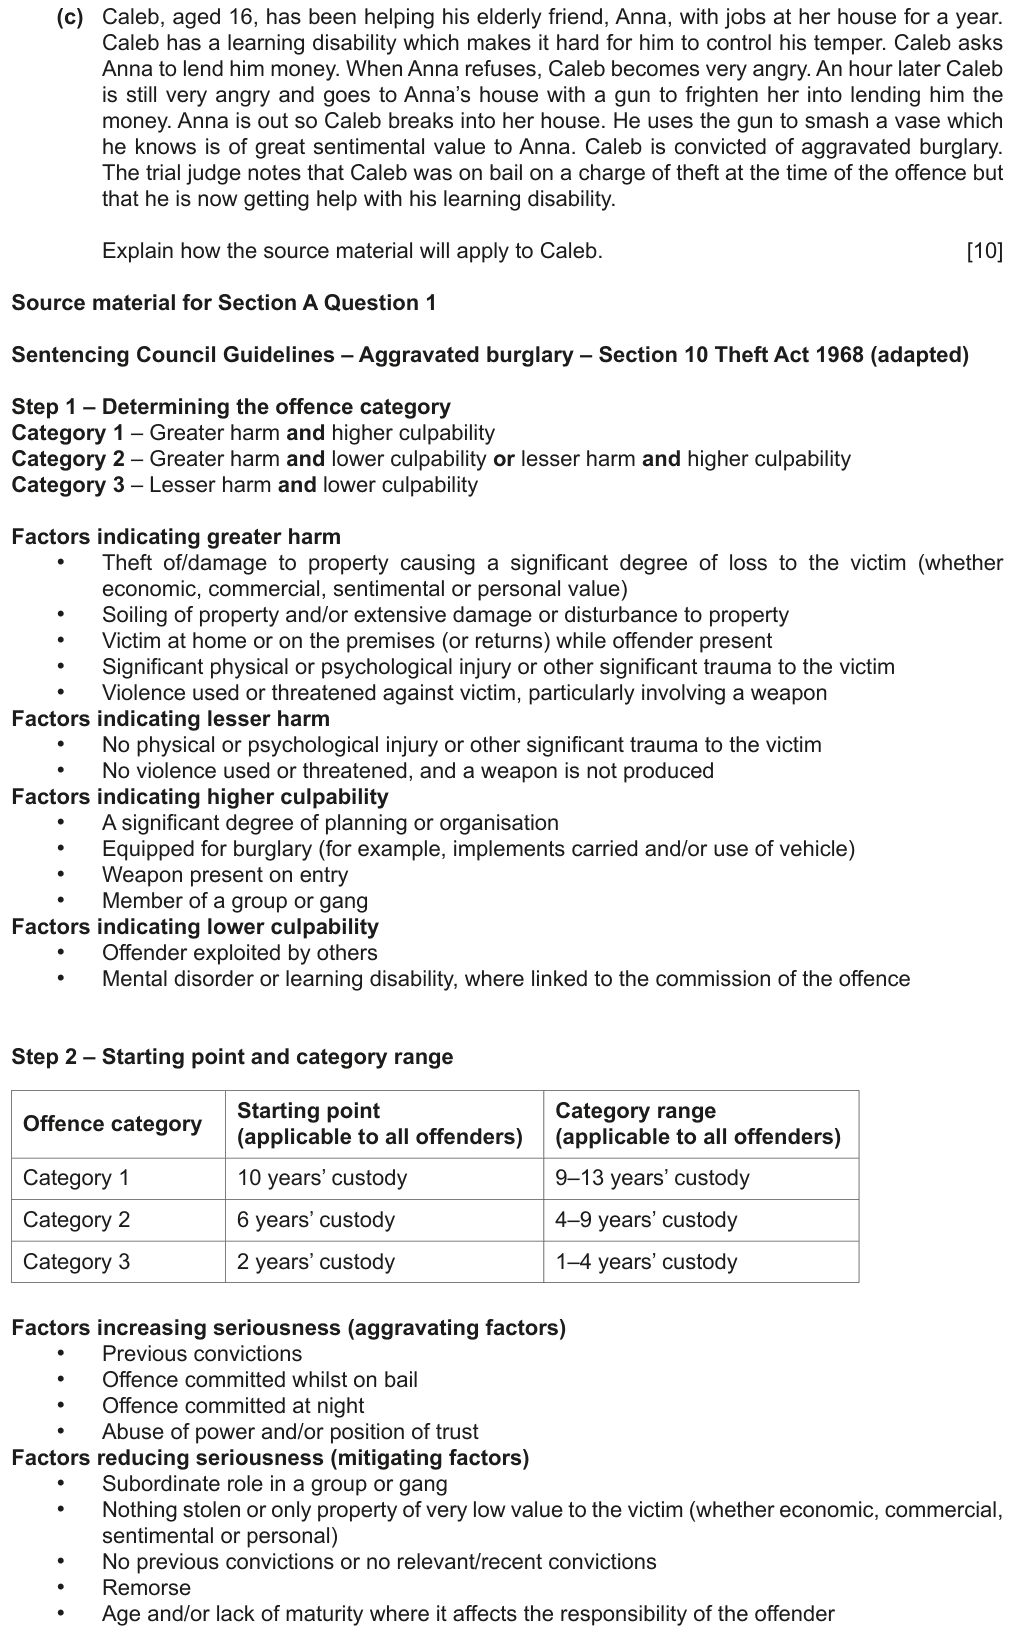 (c) Caleb, aged 16, has been helping his elderly friend, Anna, with jobs at her house for a year.
Caleb has a learning disability which makes it hard for him to control his temper. Caleb asks
Anna to lend him money. When Anna refuses, Caleb becomes very angry. An hour later Caleb
is still very angry and goes to Anna’s house with a gun to frighten her into lending him the
money. Anna is out so Caleb breaks into her house. He uses the gun to smash a vase which
he knows is of great sentimental value to Anna. Caleb is convicted of aggravated burglary.
The trial judge notes that Caleb was on bail on a charge of theft at the time of the offence but
that he is now getting help with his learning disability.
Explain how the source material will apply to Caleb. [10]
Source material for Section A Question 1
Sentencing Council Guidelines – Aggravated burglary – Section 10 Theft Act 1968 (adapted)
Step 1 – Determining the offence category
Category 1 – Greater harm and higher culpability
Category 2 – Greater harm and lower culpability or lesser harm and higher culpability
Category 3 – Lesser harm and lower culpability
Factors indicating greater harm
• Theft of/damage to property causing a significant degree of loss to the victim (whether
economic, commercial, sentimental or personal value)
• Soiling of property and/or extensive damage or disturbance to property
• Victim at home or on the premises (or returns) while offender present
• Significant physical or psychological injury or other significant trauma to the victim
• Violence used or threatened against victim, particularly involving a weapon
Factors indicating lesser harm
• No physical or psychological injury or other significant trauma to the victim
• No violence used or threatened, and a weapon is not produced
Factors indicating higher culpability
• A significant degree of planning or organisation
• Equipped for burglary (for example, implements carried and/or use of vehicle)
• Weapon present on entry
• Member of a group or gang
Factors indicating lower culpability
• Offender exploited by others
• Mental disorder or learning disability, where linked to the commission of the offence
Step 2 – Starting point and category range
Offence category Starting point (applicable to all offenders) Category range (applicable to all offenders)
Category 1 10 years’ custody 9–13 years’ custody
Category 2 6 years’ custody 4–9 years’ custody
Category 3 2 years’ custody 1–4 years’ custody
Factors increasing seriousness (aggravating factors)
• Previous convictions
• Offence committed whilst on bail
• Offence committed at night
• Abuse of power and/or position of trust
Factors reducing seriousness (mitigating factors)
• Subordinate role in a group or gang
• Nothing stolen or only property of very low value to the victim (whether economic, commercial,
sentimental or personal)
• No previous convictions or no relevant/recent convictions
• Remorse
• Age and/or lack of maturity where it affects the responsibility of the offender